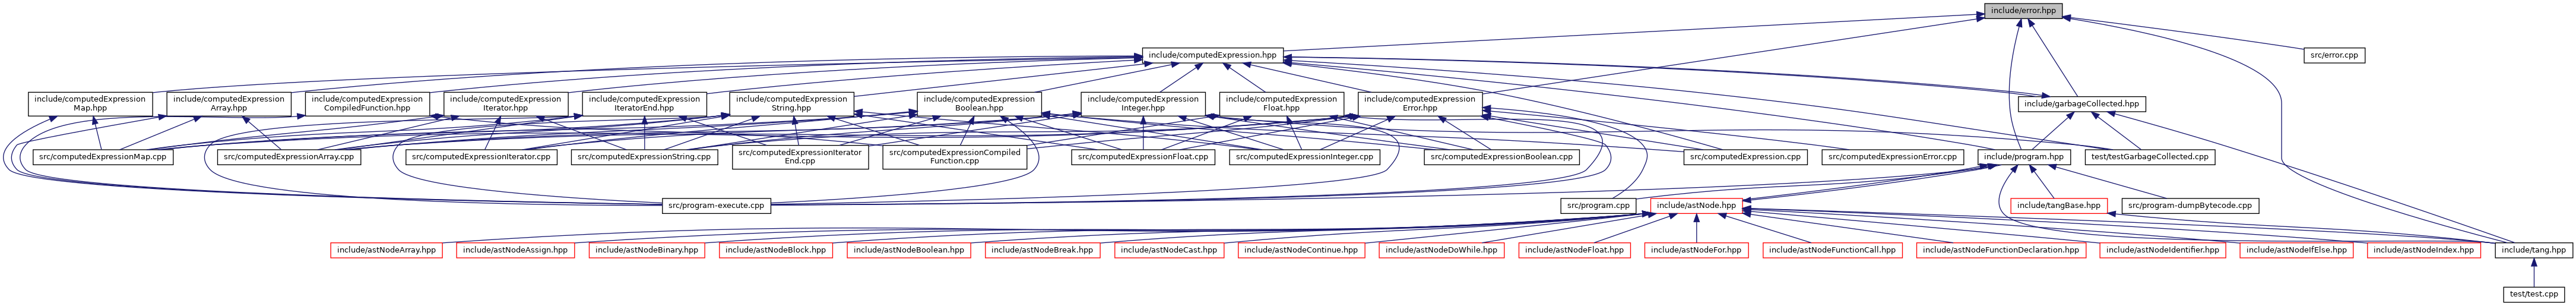 include/error.hpp
include/computedExpression.hpp
src/error.cpp
include/computedExpression
Map.hpp
include/computedExpression
Array.hpp
include/computedExpression
CompiledFunction.hpp
include/computedExpression
Iterator.hpp
include/computedExpression
IteratorEnd.hpp
include/computedExpression
String.hpp
include/computedExpression
Boolean.hpp
include/computedExpression
Integer.hpp
include/computedExpression
Float.hpp
include/computedExpression
Error.hpp
include/garbageCollected.hpp
src/computedExpressionMap.cpp
src/computedExpressionArray.cpp
src/computedExpressionIterator.cpp
src/computedExpressionString.cpp
src/computedExpressionIterator
End.cpp
src/computedExpressionCompiled
Function.cpp
src/computedExpressionFloat.cpp
src/computedExpressionInteger.cpp
src/computedExpressionBoolean.cpp
src/computedExpression.cpp
src/computedExpressionError.cpp
include/program.hpp
test/testGarbageCollected.cpp
src/program-execute.cpp
src/program.cpp
include/astNode.hpp
include/tangBase.hpp
src/program-dumpBytecode.cpp
include/astNodeArray.hpp
include/astNodeAssign.hpp
include/astNodeBinary.hpp
include/astNodeBlock.hpp
include/astNodeBoolean.hpp
include/astNodeBreak.hpp
include/astNodeCast.hpp
include/astNodeContinue.hpp
include/astNodeDoWhile.hpp
include/astNodeFloat.hpp
include/astNodeFor.hpp
include/astNodeFunctionCall.hpp
include/astNodeFunctionDeclaration.hpp
include/astNodeIdentifier.hpp
include/astNodeIfElse.hpp
include/astNodeIndex.hpp
include/tang.hpp
test/test.cpp